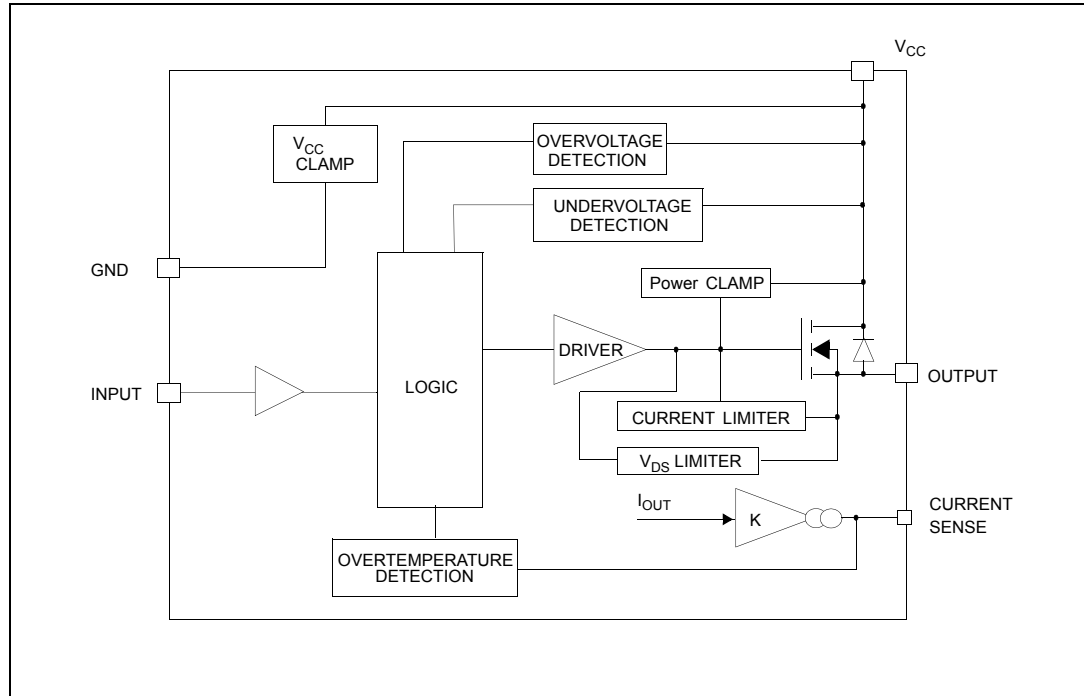 VCC
VCC
CLAMP
OVERVOLTAGE
DETECTION
UNDERVOLTAGE
DETECTION
GND
Power CLAMP
DRIVER
LOGIC
INPUT
OUTPUT
CURRENT LIMITER
VDS LIMITER
IOUT
K
CURRENT
SENSE
OVERTEMPERATURE
DETECTION